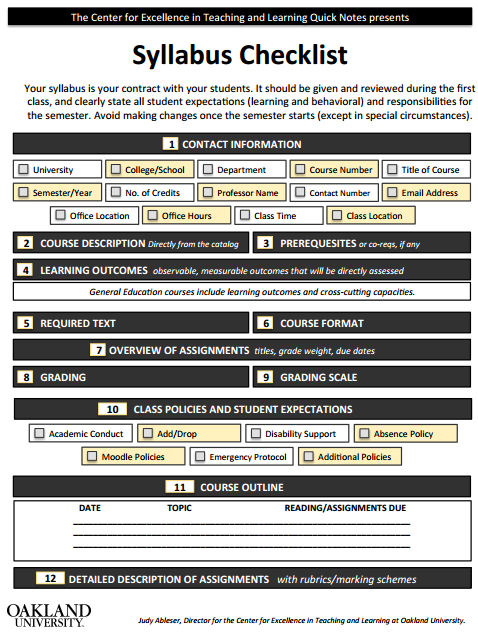 The Center for Excellence in Teaching and Learning Quick Notes presents
Syllabus Checklist
Your syllabus is your contract with your students. It should be given and reviewed during the first
class, and clearly state all student expectations (learning and behavioral) and responsibilities for
the semester. Avoid making changes once the semester starts (except in special circumstances).
1 CONTACT INFORMATION
University College/School Department Course Number Title of Course
Semester/Year No. of Credits Professor Name Contact Number Email Address
Office Location Office Hours Class Time Class Location
2 COURSE DESCRIPTION Directly from the catalog 3 PREREQUESITES or co-reqs, if any
4 LEARNING OUTCOMES observable, measurable outcomes that will be directly assessed
General Education courses include learning outcomes and cross-cutting capacities.
5 REQUIRED TEXT 6 COURSE FORMAT
7 OVERVIEW OF ASSIGNMENTS titles, grade weight, due dates
8 GRADING 9 GRADING SCALE
10 CLASS POLICIES AND STUDENT EXPECTATIONS
Academic Conduct Add/Drop Disability Support Absence Policy
Moodle Policies Emergency Protocol Additional Policies
11 COURSE OUTLINE
DATE TOPIC READING/ASSIGNMENTS DUE
12 DETAILED DESCRIPTION OF ASSIGNMENTS with rubrics/marking schemes
OAKLAND
UNIVERSITY.
Judy Ableser, Director for the Center for Excellence in Teaching and Learning at Oakland University.